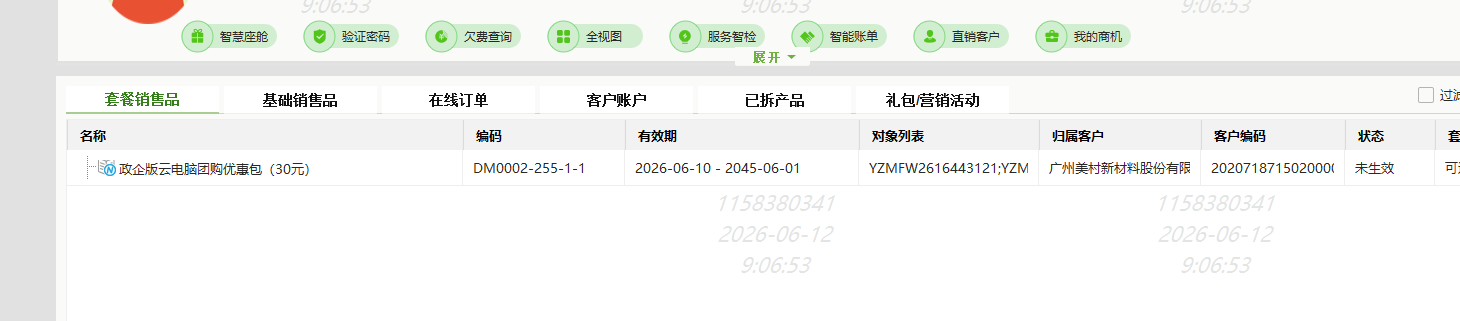 9:06:53 9:06:53 9:06:53
智慧座舱 验证密码 欠费查询 全视图 服务智检 智能账单 直销客户 我的商机
展开
套餐销售品 基础销售品 在线订单 客户账户 已拆产品 礼包/营销活动 过滤
名称 编码 有效期 对象列表 归属客户 客户编码 状态 套
政企版云电脑团购优惠包（30元） DM0002-255-1-1 2026-06-10 - 2045-06-01 YZMFW2616443121;YZM 广州美村新材料股份有限 2020718715020000 未生效 可
1158380341 1158380341
2026-06-12 2026-06-12
9:06:53 9:06:53